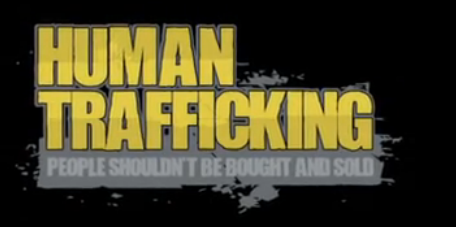 HUMAN
TRAFFICKING
PEOPLE SHOULDN'T BE BOUGHT AND SOLD